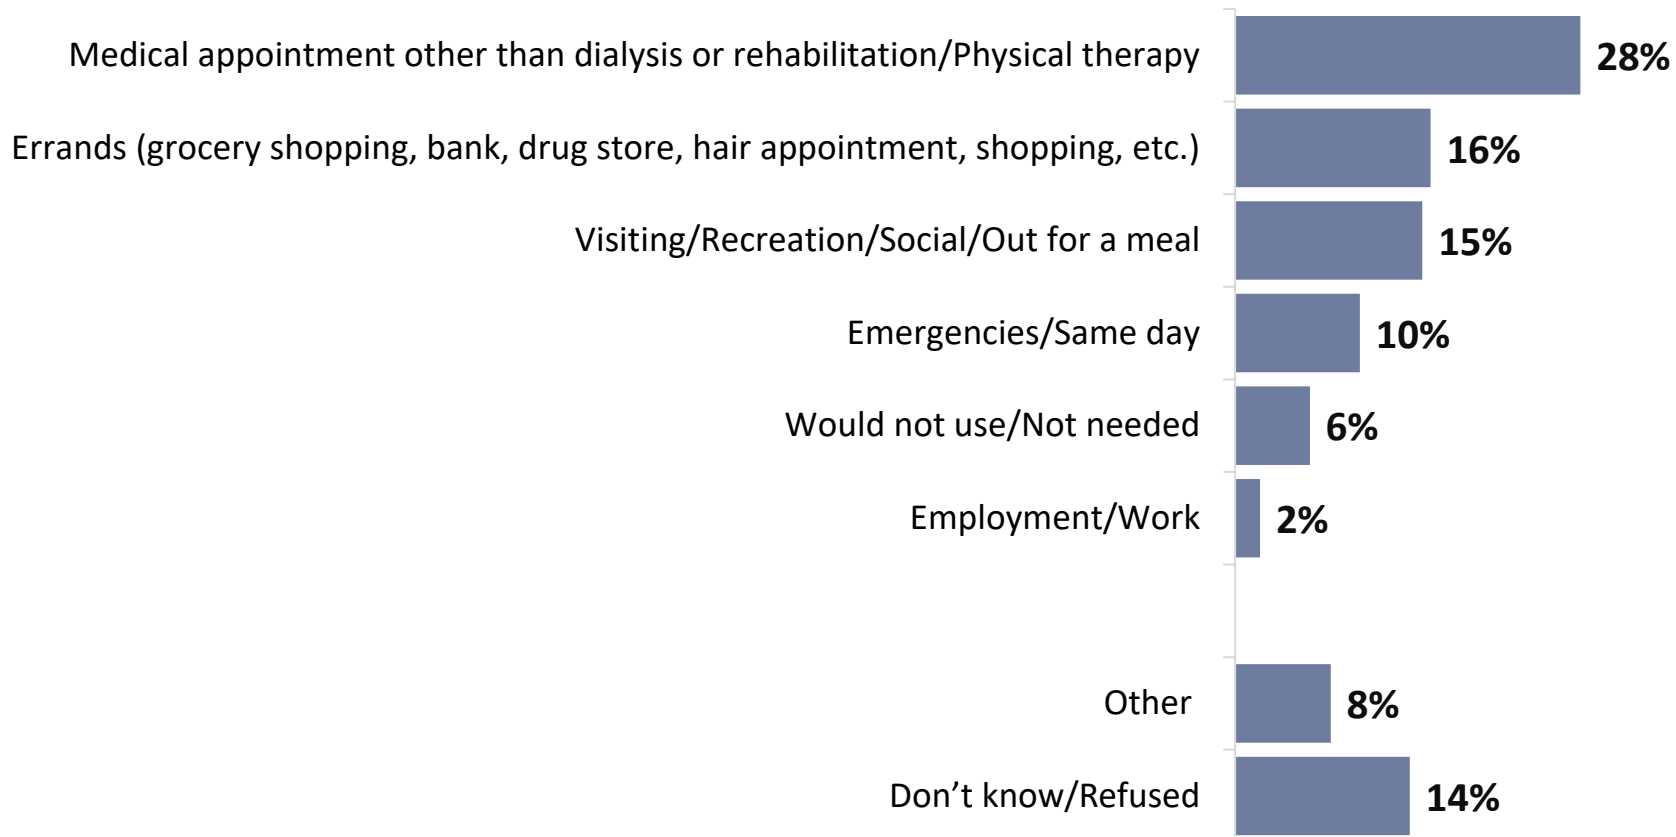 Medical appointment other than dialysis or rehabilitation/Physical therapy 28%
Errands (grocery shopping, bank, drug store, hair appointment, shopping, etc.) 16%
Visiting/Recreation/Social/Out for a meal 15%
Emergencies/Same day 10%
Would not use/Not needed 6%
Employment/Work 2%
Other 8%
Don’t know/Refused 14%